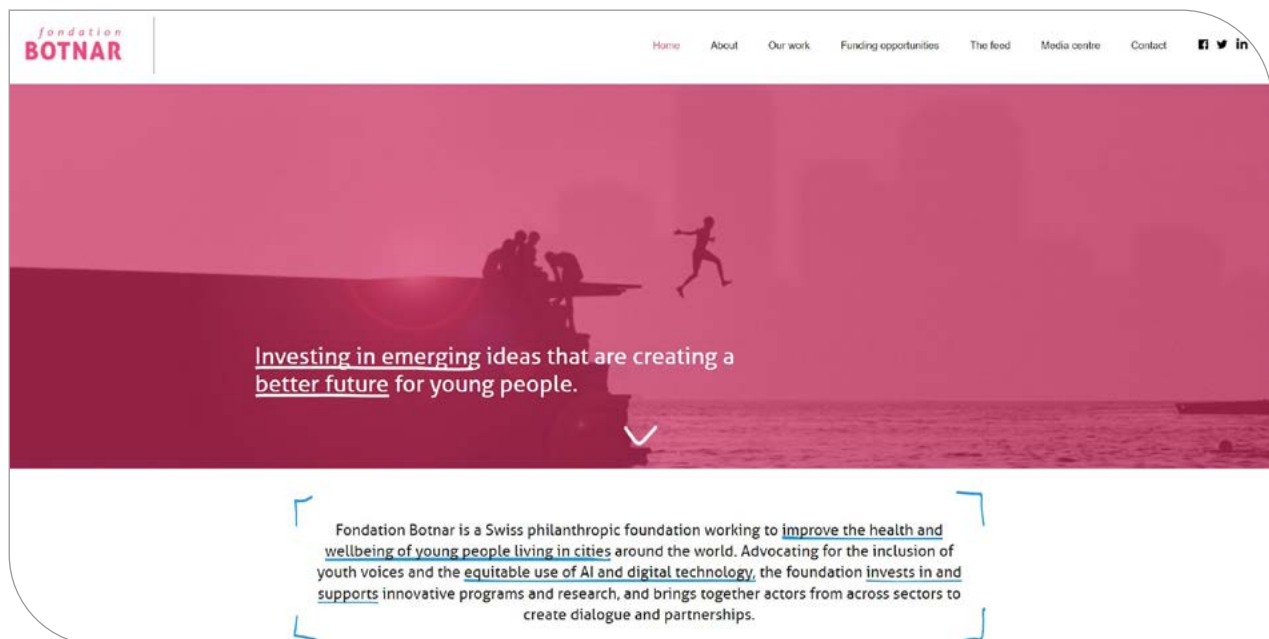 fondation
BOTNAR
Home About Our work Funding opportunities The feed Media centre Contact
Investing in emerging ideas that are creating a
better future for young people.
Fondation Botnar is a Swiss philanthropic foundation working to improve the health and
wellbeing of young people living in cities around the world. Advocating for the inclusion of
youth voices and the equitable use of AI and digital technology, the foundation invests in and
supports innovative programs and research, and brings together actors from across sectors to
create dialogue and partnerships.